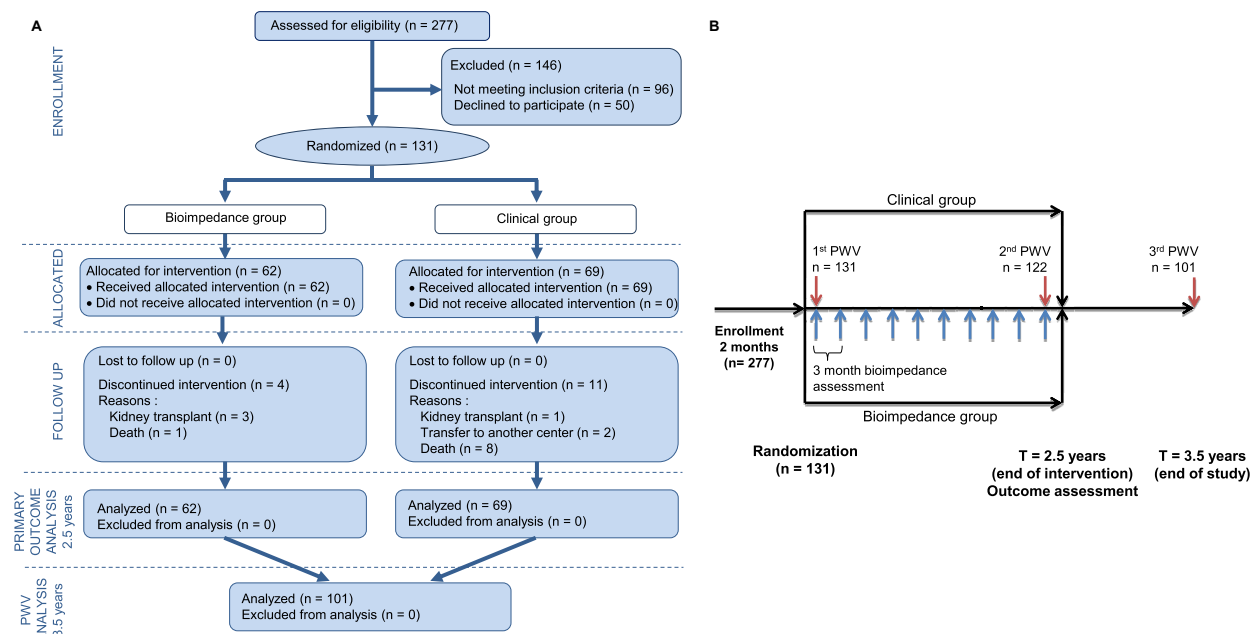 A
Assessed for eligibility (n = 277)
ENROLLMENT
Excluded (n = 146)
Not meeting inclusion criteria (n = 96)
Declined to participate (n = 50)
Randomized (n = 131)
Bioimpedance group
Clinical group
ALLOCATED
Allocated for intervention (n = 62)
• Received allocated intervention (n = 62)
• Did not receive allocated intervention (n = 0)
Allocated for intervention (n = 69)
• Received allocated intervention (n = 69)
• Did not receive allocated intervention (n = 0)
FOLLOW UP
Lost to follow up (n = 0)
Discontinued intervention (n = 4)
Reasons :
Kidney transplant (n = 3)
Death (n = 1)
Lost to follow up (n = 0)
Discontinued intervention (n = 11)
Reasons :
Kidney transplant (n = 1)
Transfer to another center (n = 2)
Death (n = 8)
PRIMARY
OUTCOME
ANALYSIS
2.5 years
Analyzed (n = 62)
Excluded from analysis (n = 0)
Analyzed (n = 69)
Excluded from analysis (n = 0)
PWV
NALYSIS
3.5 years
Analyzed (n = 101)
Excluded from analysis (n = 0)
B
Clinical group
1st PWV
n = 131
2nd PWV
n = 122
3rd PWV
n = 101
Enrollment
2 months
(n= 277)
3 month bioimpedance
assessment
Bioimpedance group
Randomization
(n = 131)
T = 2.5 years
(end of intervention)
Outcome assessment
T = 3.5 years
(end of study)